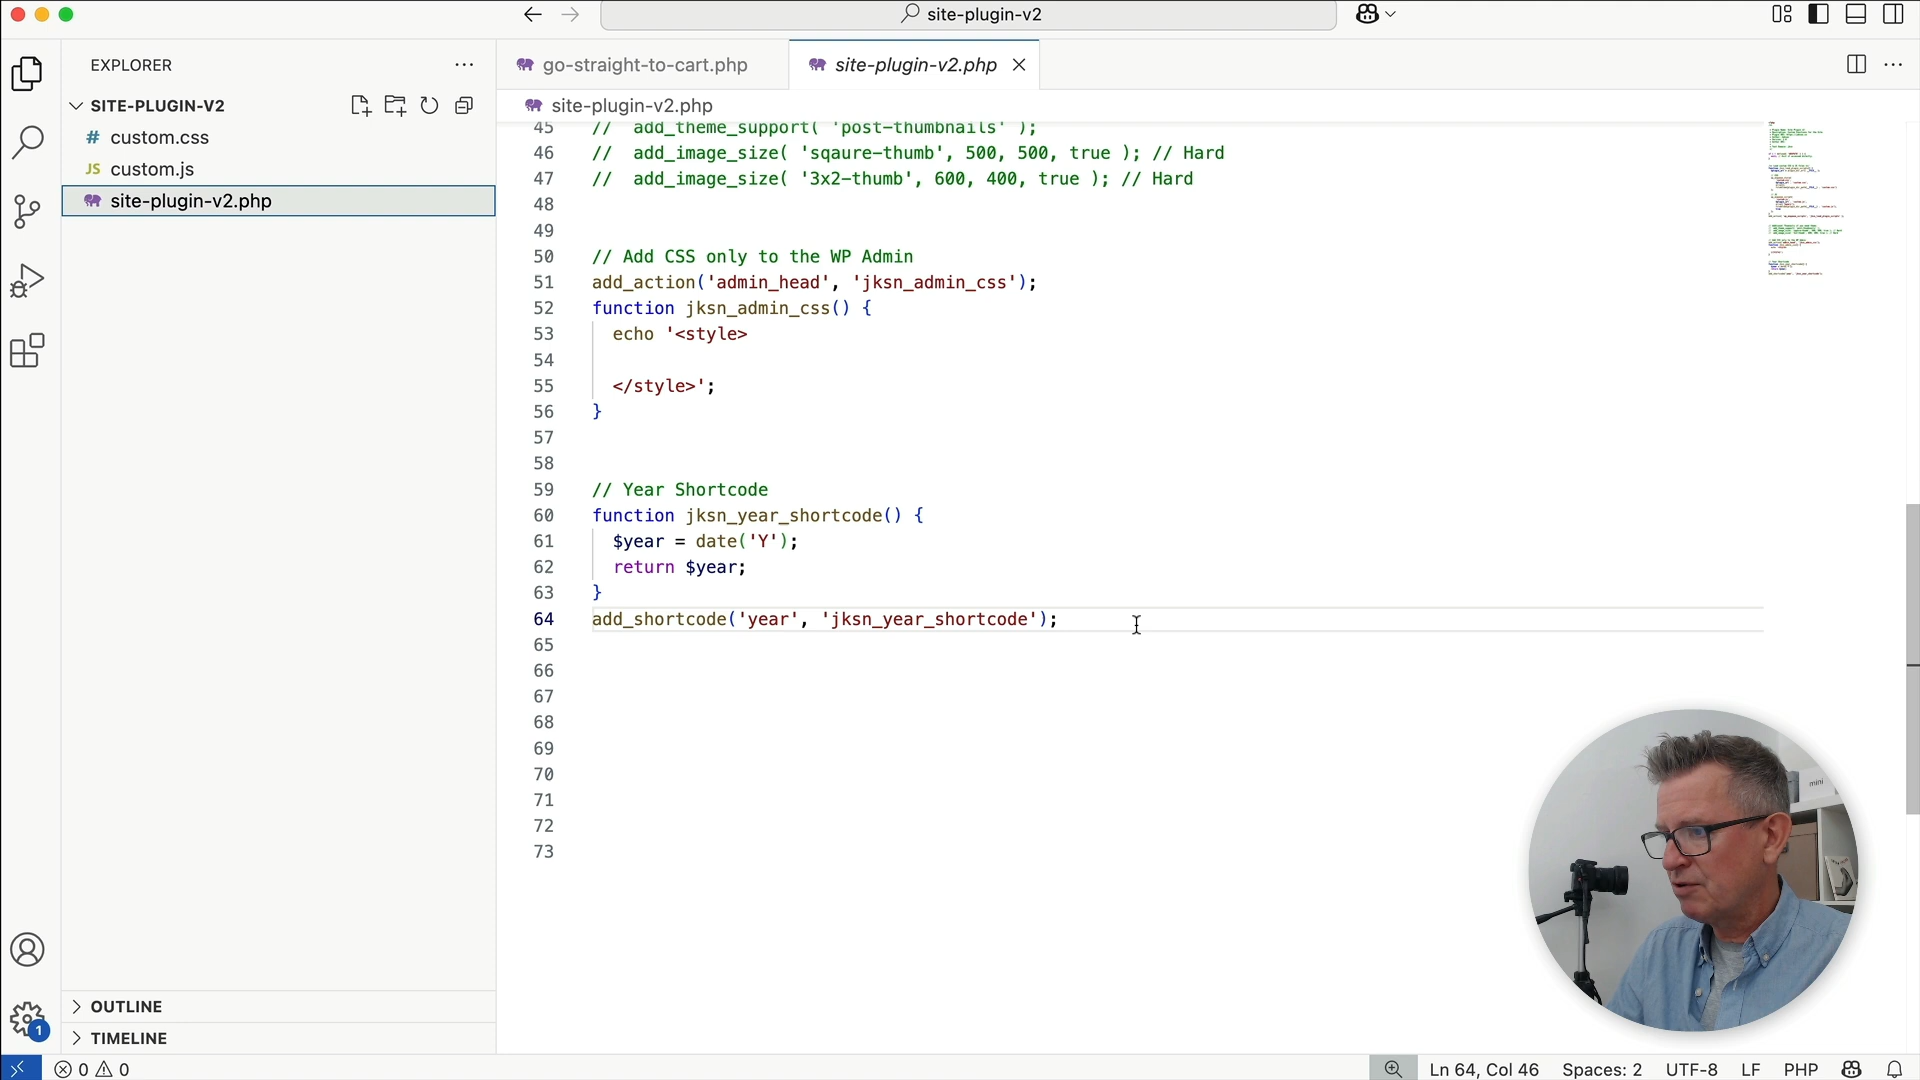 site-plugin-v2
EXPLORER
go-straight-to-cart.php
site-plugin-v2.php
SITE-PLUGIN-V2
site-plugin-v2.php
# custom.css
JS custom.js
site-plugin-v2.php
45 // add_theme_support( 'post-thumbnails' );
46 // add_image_size( 'sqaure-thumb', 500, 500, true ); // Hard
47 // add_image_size( '3x2-thumb', 600, 400, true ); // Hard
48
49
50 // Add CSS only to the WP Admin
51 add_action('admin_head', 'jksn_admin_css');
52 function jksn_admin_css() {
53 echo '<style>
54
55 </style>';
56 }
57
58
59 // Year Shortcode
60 function jksn_year_shortcode() {
61 $year = date('Y');
62 return $year;
63 }
64 add_shortcode('year', 'jksn_year_shortcode');
65
66
67
68
69
70
71
72
73
mini
OUTLINE
1
TIMELINE
0 0
Ln 64, Col 46 Spaces: 2 UTF-8 LF PHP